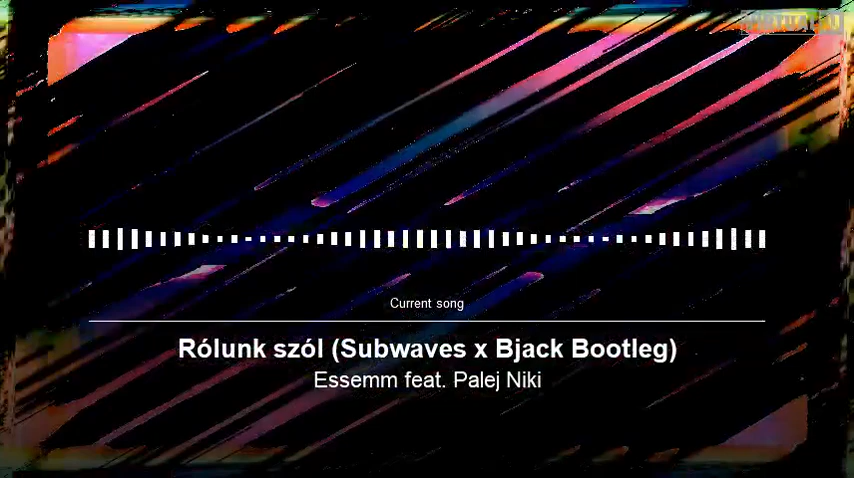 Current song
Rólunk szól (Subwaves x Bjack Bootleg)
Essemm feat. Palej Niki